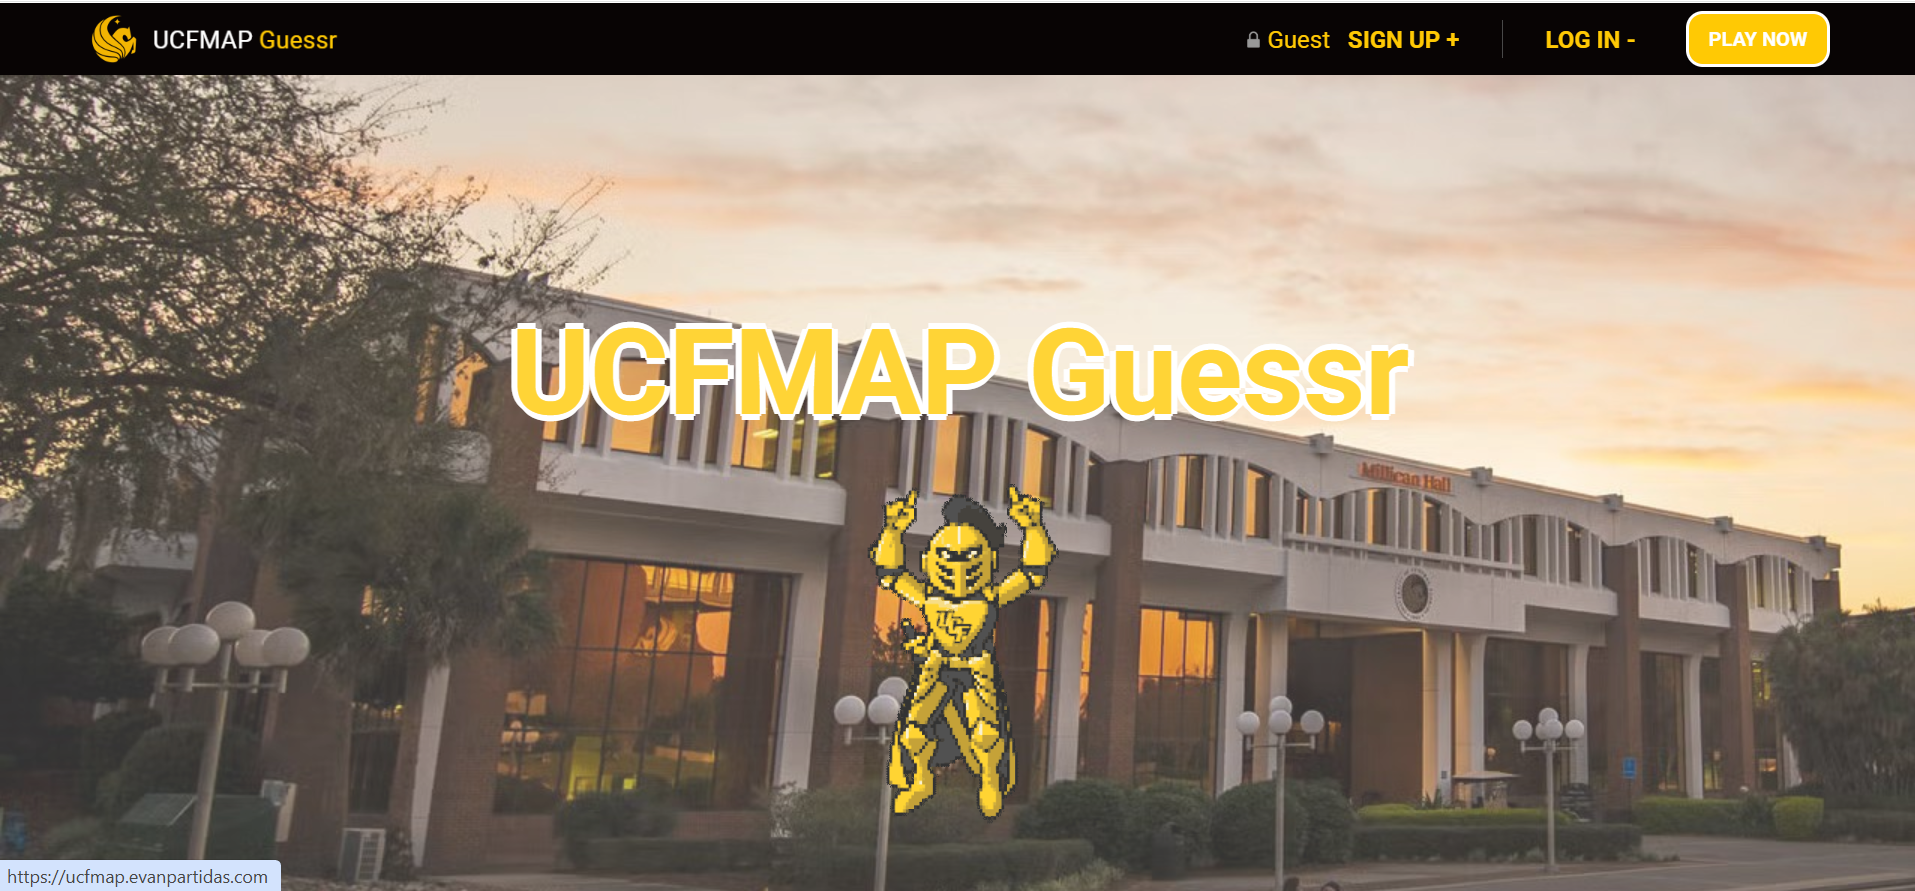 UCFMAP Guessr
Guest SIGN UP + LOG IN - PLAY NOW
UCFMAP Guessr
Millican Hall
UCF
https://ucfmap.evanpartidas.com